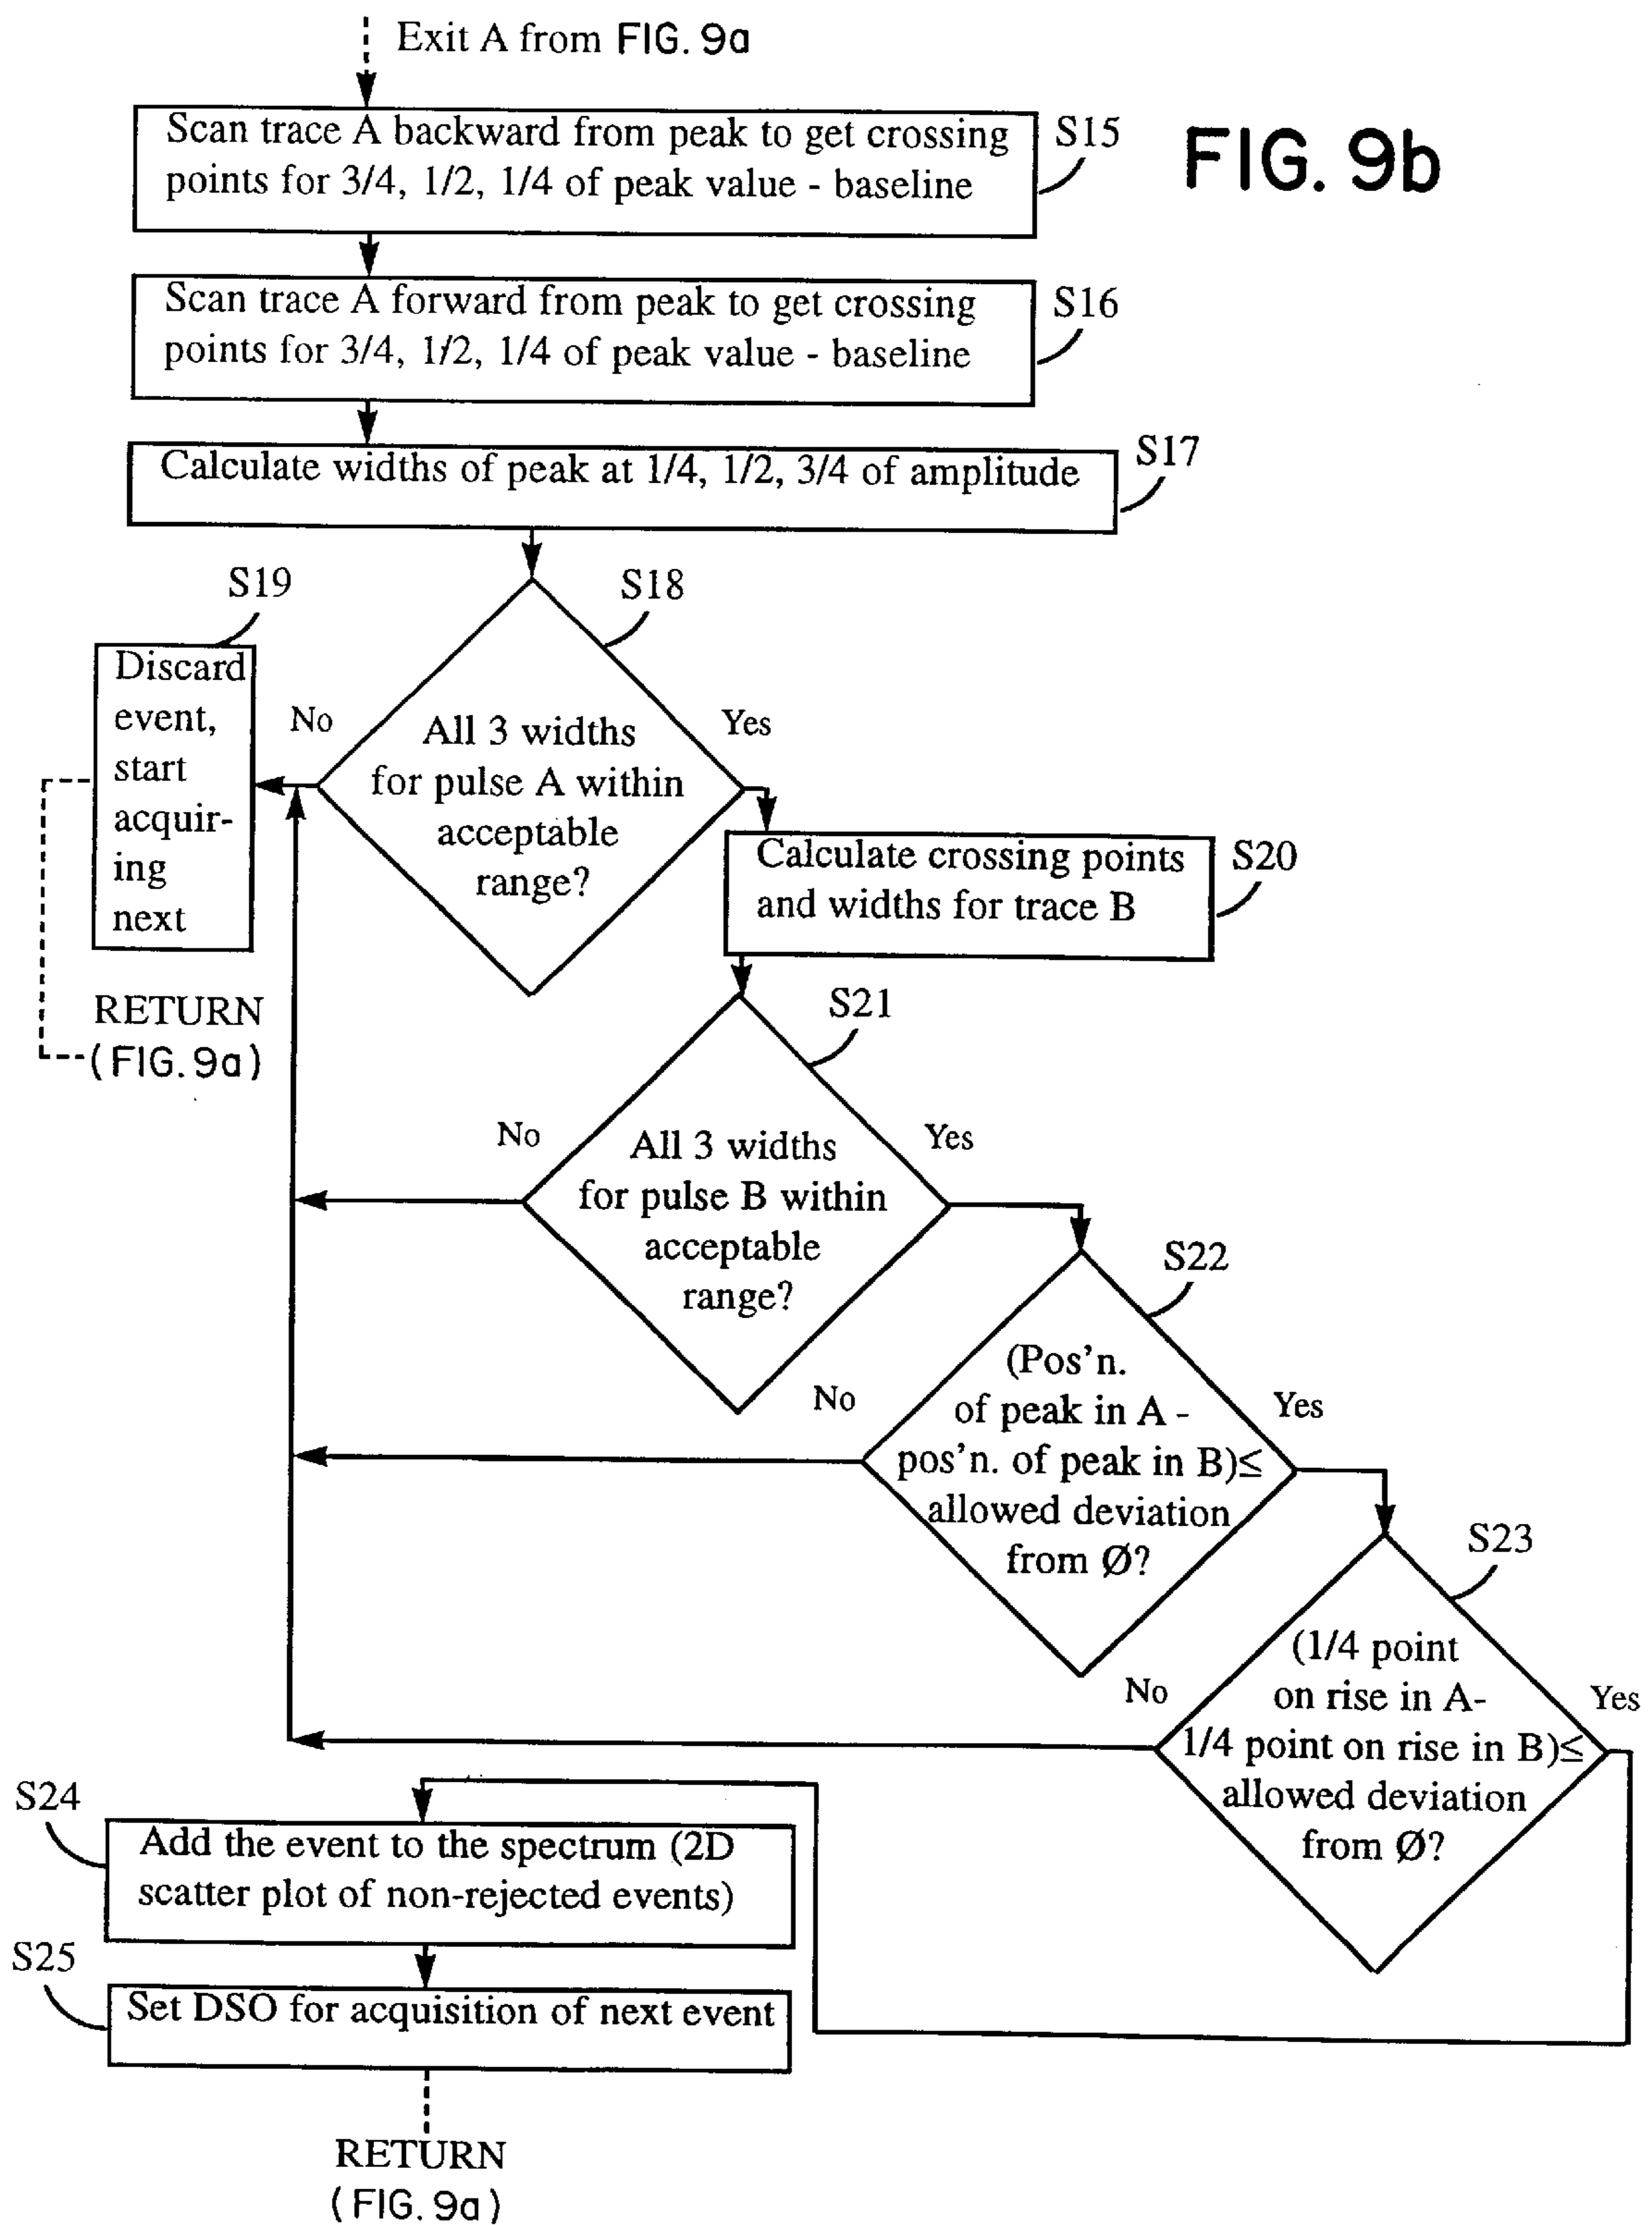 Exit A from FIG. 9a
FIG. 9b
Scan trace A backward from peak to get crossing
points for 3/4, 1/2, 1/4 of peak value - baseline
S15
Scan trace A forward from peak to get crossing
points for 3/4, 1/2, 1/4 of peak value - baseline
S16
Calculate widths of peak at 1/4, 1/2, 3/4 of amplitude
S17
S18
All 3 widths
for pulse A within
acceptable
range?
No
Yes
S19
Discard
event,
start
acquir-
ing
next
RETURN
(FIG. 9a)
Calculate crossing points
and widths for trace B
S20
S21
All 3 widths
for pulse B within
acceptable
range?
No
Yes
S22
(Pos'n.
of peak in A -
pos'n. of peak in B)≤
allowed deviation
from Ø?
No
Yes
S23
(1/4 point
on rise in A-
1/4 point on rise in B)≤
allowed deviation
from Ø?
No
Yes
S24
Add the event to the spectrum (2D
scatter plot of non-rejected events)
S25
Set DSO for acquisition of next event
RETURN
(FIG. 9a)